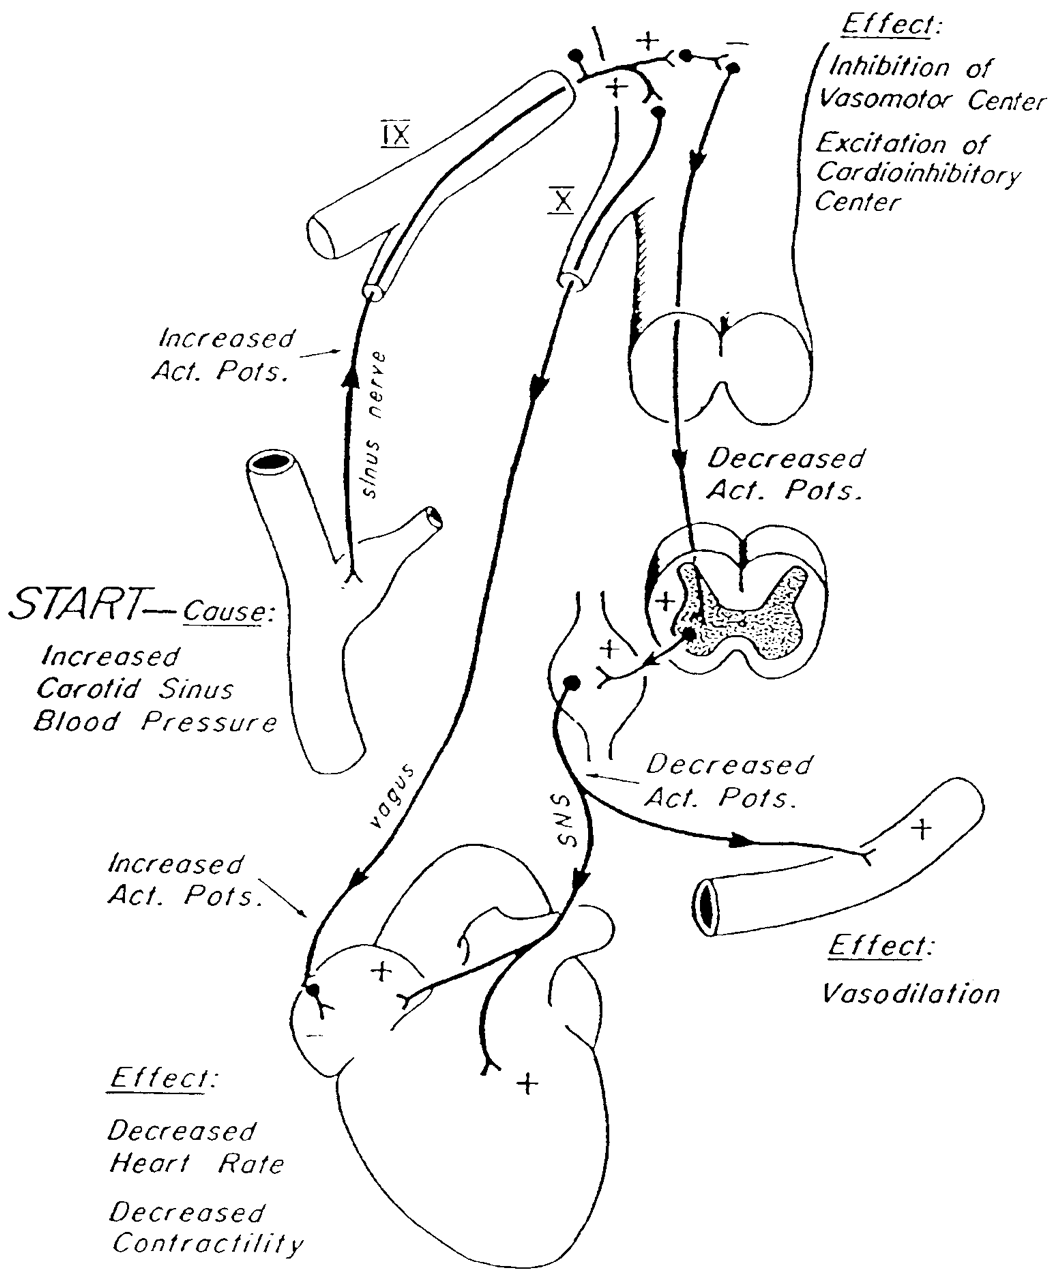 Effect:
Inhibition of
Vasomotor Center
Excitation of
Cardioinhibitory
Center
+
−
+
IX
X
Increased
Act. Pots.
sinus nerve
Decreased
Act. Pots.
START— Cause:
Increased
Carotid Sinus
Blood Pressure
+
+
Decreased
Act. Pots.
vagus
SNS
+
Increased
Act. Pots.
Effect:
Vasodilation
+
−
+
Effect:
Decreased
Heart Rate
Decreased
Contractility